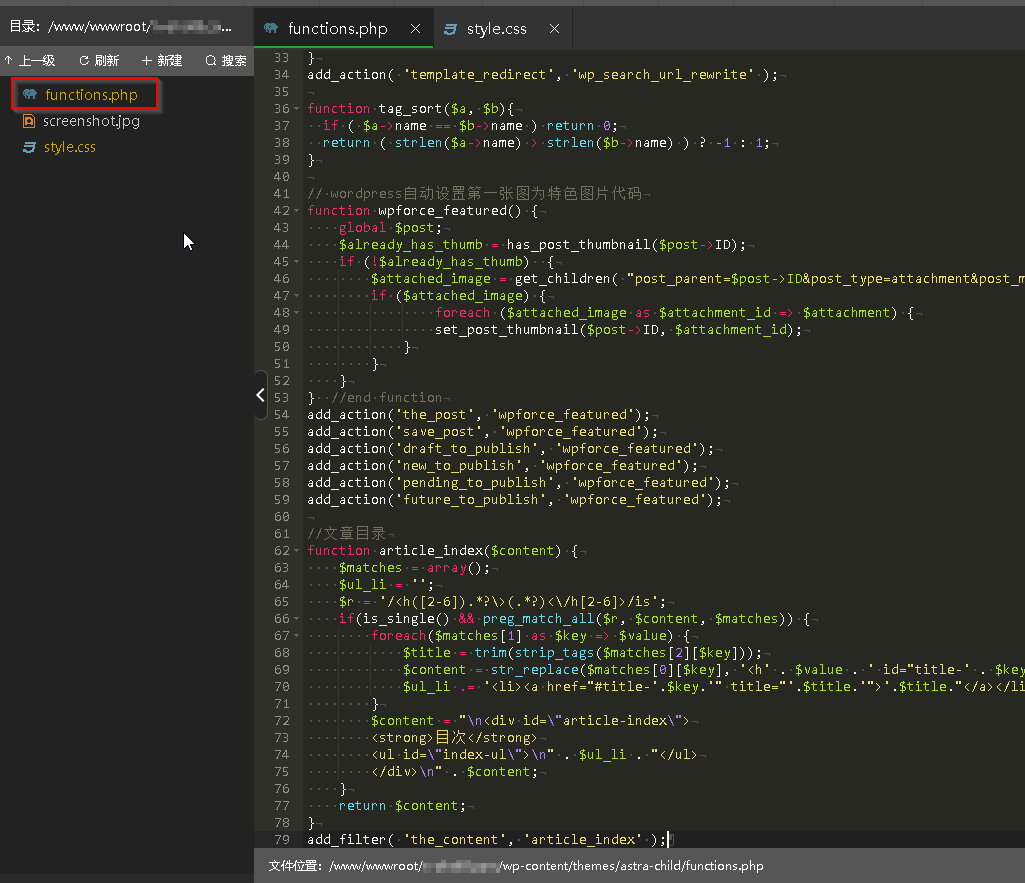 目录: /www/wwwroot/
functions.php ×
style.css ×
↑ 上一级 刷新 + 新建 搜索
functions.php
screenshot.jpg
style.css
33 }
34 add_action( 'template_redirect', 'wp_search_url_rewrite' );
35
36 function tag_sort($a, $b){
37 if ( $a->name == $b->name ) return 0;
38 return ( strlen($a->name) > strlen($b->name) ) ? -1 : 1;
39 }
40
41 // wordpress自动设置第一张图为特色图片代码
42 function wpforce_featured() {
43 global $post;
44 $already_has_thumb = has_post_thumbnail($post->ID);
45 if (!$already_has_thumb) {
46 $attached_image = get_children( "post_parent=$post->ID&post_type=attachment&post_m
47 if ($attached_image) {
48 foreach ($attached_image as $attachment_id => $attachment) {
49 set_post_thumbnail($post->ID, $attachment_id);
50 }
51 }
52 }
53 } //end function
54 add_action('the_post', 'wpforce_featured');
55 add_action('save_post', 'wpforce_featured');
56 add_action('draft_to_publish', 'wpforce_featured');
57 add_action('new_to_publish', 'wpforce_featured');
58 add_action('pending_to_publish', 'wpforce_featured');
59 add_action('future_to_publish', 'wpforce_featured');
60
61 //文章目录
62 function article_index($content) {
63 $matches = array();
64 $ul_li = '';
65 $r = '/<h([2-6]).*?\>(.*?)<\/h[2-6]>/is';
66 if(is_single() && preg_match_all($r, $content, $matches)) {
67 foreach($matches[1] as $key => $value) {
68 $title = trim(strip_tags($matches[2][$key]));
69 $content = str_replace($matches[0][$key], '<h' . $value . ' id="title-' . $key
70 $ul_li .= '<li><a href="#title-'.$key.'" title="'.$title.'">'.$title."</a></li
71 }
72 $content = "\n<div id=\"article-index\">
73 <strong>目次</strong>
74 <ul id=\"index-ul\">\n" . $ul_li . "</ul>
75 </div>\n" . $content;
76 }
77 return $content;
78 }
79 add_filter( 'the_content', 'article_index' );
文件位置: /www/wwwroot/ /wp-content/themes/astra-child/functions.php